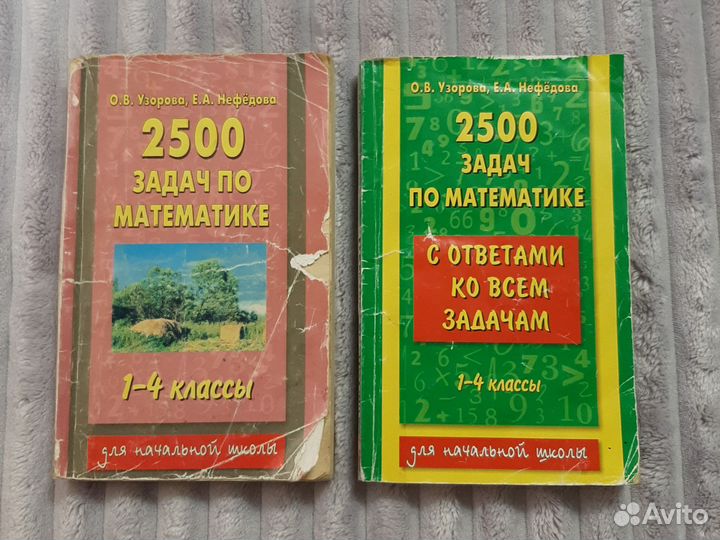 О.В. Узорова, Е.А. Нефёдова
2500
ЗАДАЧ ПО
МАТЕМАТИКЕ
1–4 классы
для начальной школы
О.В. Узорова, Е.А. Нефёдова
2500
ЗАДАЧ
ПО МАТЕМАТИКЕ
С ОТВЕТАМИ
КО ВСЕМ
ЗАДАЧАМ
1–4 классы
для начальной школы
Avito